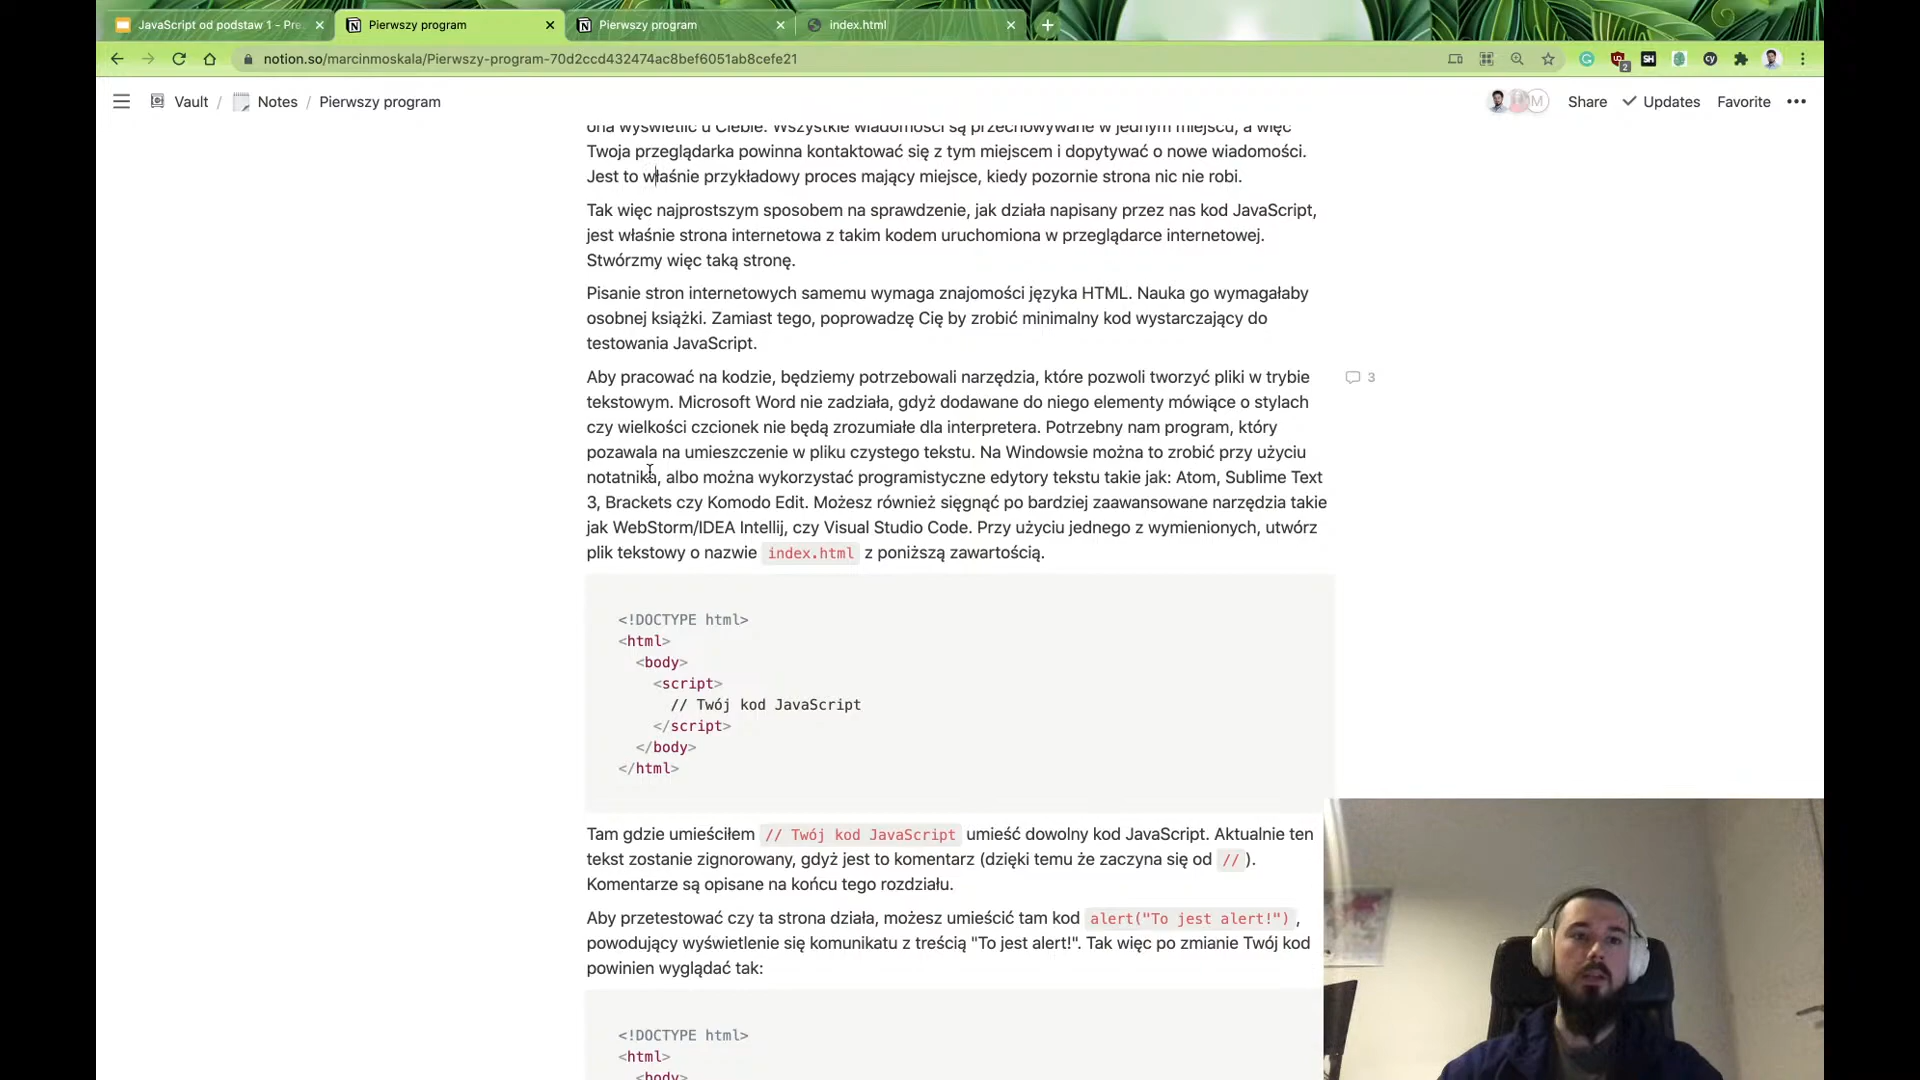 JavaScript od podstaw 1 - Pre
Pierwszy program
Pierwszy program
index.html
notion.so/marcinmoskala/Pierwszy-program-70d2ccd432474ac8bef6051ab8cefe21
2
SH
cy
Vault / Notes / Pierwszy program
M
Share
Updates
Favorite
ona wyświetlić u Ciebie. Wszystkie wiadomości są przechowywane w jednym miejscu, a więc
Twoja przeglądarka powinna kontaktować się z tym miejscem i dopytywać o nowe wiadomości.
Jest to właśnie przykładowy proces mający miejsce, kiedy pozornie strona nic nie robi.
Tak więc najprostszym sposobem na sprawdzenie, jak działa napisany przez nas kod JavaScript,
jest właśnie strona internetowa z takim kodem uruchomiona w przeglądarce internetowej.
Stwórzmy więc taką stronę.
Pisanie stron internetowych samemu wymaga znajomości języka HTML. Nauka go wymagałaby
osobnej książki. Zamiast tego, poprowadzę Cię by zrobić minimalny kod wystarczający do
testowania JavaScript.
Aby pracować na kodzie, będziemy potrzebowali narzędzia, które pozwoli tworzyć pliki w trybie
3
tekstowym. Microsoft Word nie zadziała, gdyż dodawane do niego elementy mówiące o stylach
czy wielkości czcionek nie będą zrozumiałe dla interpretera. Potrzebny nam program, który
pozawala na umieszczenie w pliku czystego tekstu. Na Windowsie można to zrobić przy użyciu
notatnika, albo można wykorzystać programistyczne edytory tekstu takie jak: Atom, Sublime Text
3, Brackets czy Komodo Edit. Możesz również sięgnąć po bardziej zaawansowane narzędzia takie
jak WebStorm/IDEA Intellij, czy Visual Studio Code. Przy użyciu jednego z wymienionych, utwórz
plik tekstowy o nazwie index.html z poniższą zawartością.
<!DOCTYPE html>
<html>
<body>
<script>
// Twój kod JavaScript
</script>
</body>
</html>
Tam gdzie umieściłem // Twój kod JavaScript umieść dowolny kod JavaScript. Aktualnie ten
tekst zostanie zignorowany, gdyż jest to komentarz (dzięki temu że zaczyna się od // ).
Komentarze są opisane na końcu tego rozdziału.
Aby przetestować czy ta strona działa, możesz umieścić tam kod alert("To jest alert!") ,
powodujący wyświetlenie się komunikatu z treścią "To jest alert!". Tak więc po zmianie Twój kod
powinien wyglądać tak:
<!DOCTYPE html>
<html>
<body>